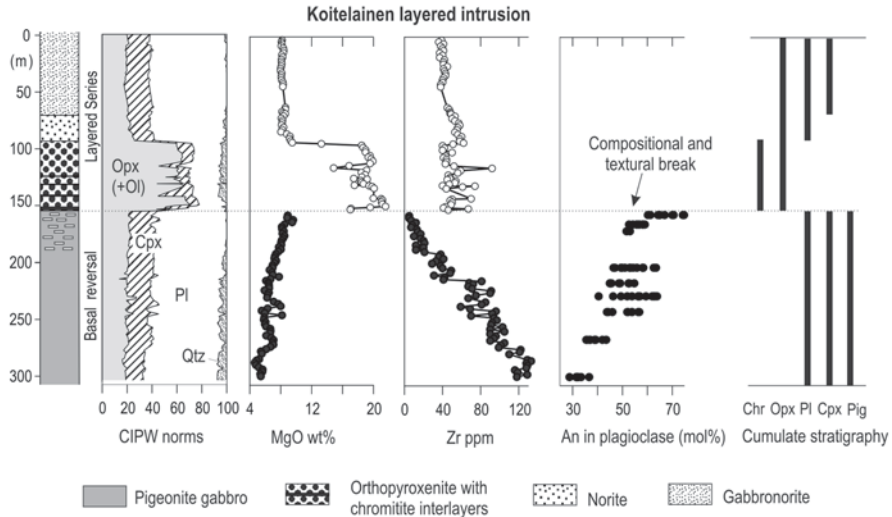 Koitelainen layered intrusion
0
(m)
50
100
150
200
250
300
Layered Series
Basal reversal
Opx
(+Ol)
Cpx
Pl
Qtz
0 20 40 60 80 100
CIPW norms
4 12 20
MgO wt%
0 40 80 120
Zr ppm
Compositional and
textural break
30 50 70
An in plagioclase (mol%)
Chr Opx Pl Cpx Pig
Cumulate stratigraphy
Pigeonite gabbro
Orthopyroxenite with
chromitite interlayers
Norite
Gabbronorite